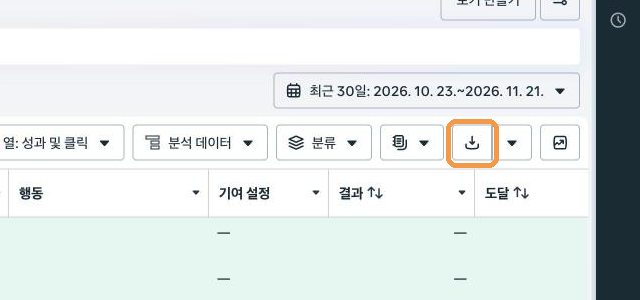 최근 30일: 2026. 10. 23.~2026. 11. 21.
열: 성과 및 클릭 분석 데이터 분류
행동 기여 설정 결과 도달
— —
— —